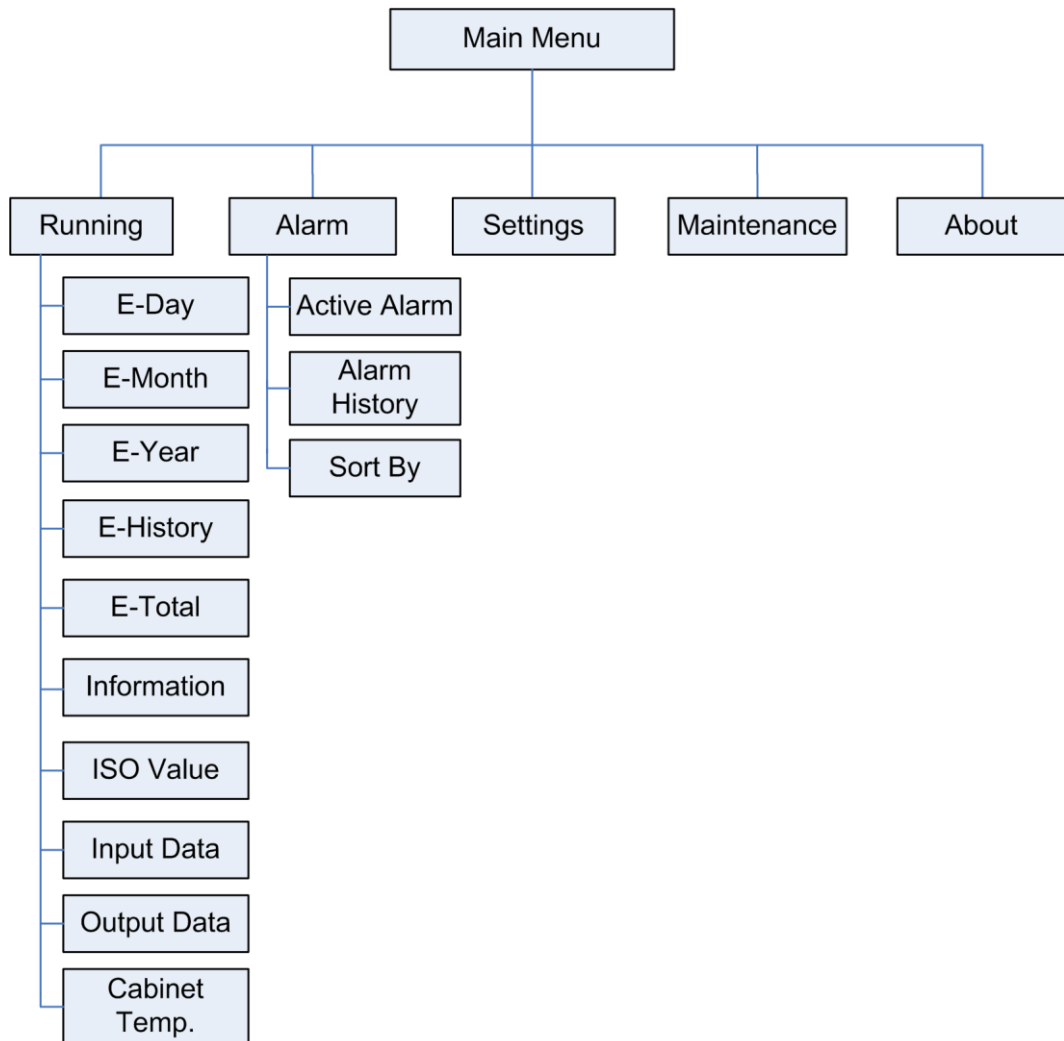 Main Menu
Running
Alarm
Settings
Maintenance
About
E-Day
E-Month
E-Year
E-History
E-Total
Information
ISO Value
Input Data
Output Data
Cabinet
Temp.
Active Alarm
Alarm
History
Sort By